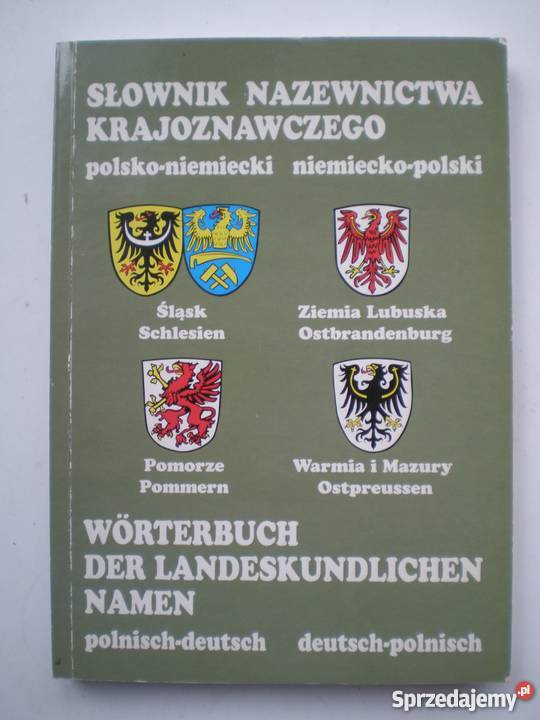 SŁOWNIK NAZEWNICTWA
KRAJOZNAWCZEGO
polsko-niemiecki niemiecko-polski
Śląsk
Schlesien
Ziemia Lubuska
Ostbrandenburg
Pomorze
Pommern
Warmia i Mazury
Ostpreussen
WÖRTERBUCH
DER LANDESKUNDLICHEN
NAMEN
polnisch-deutsch deutsch-polnisch
Sprzedajemy.pl